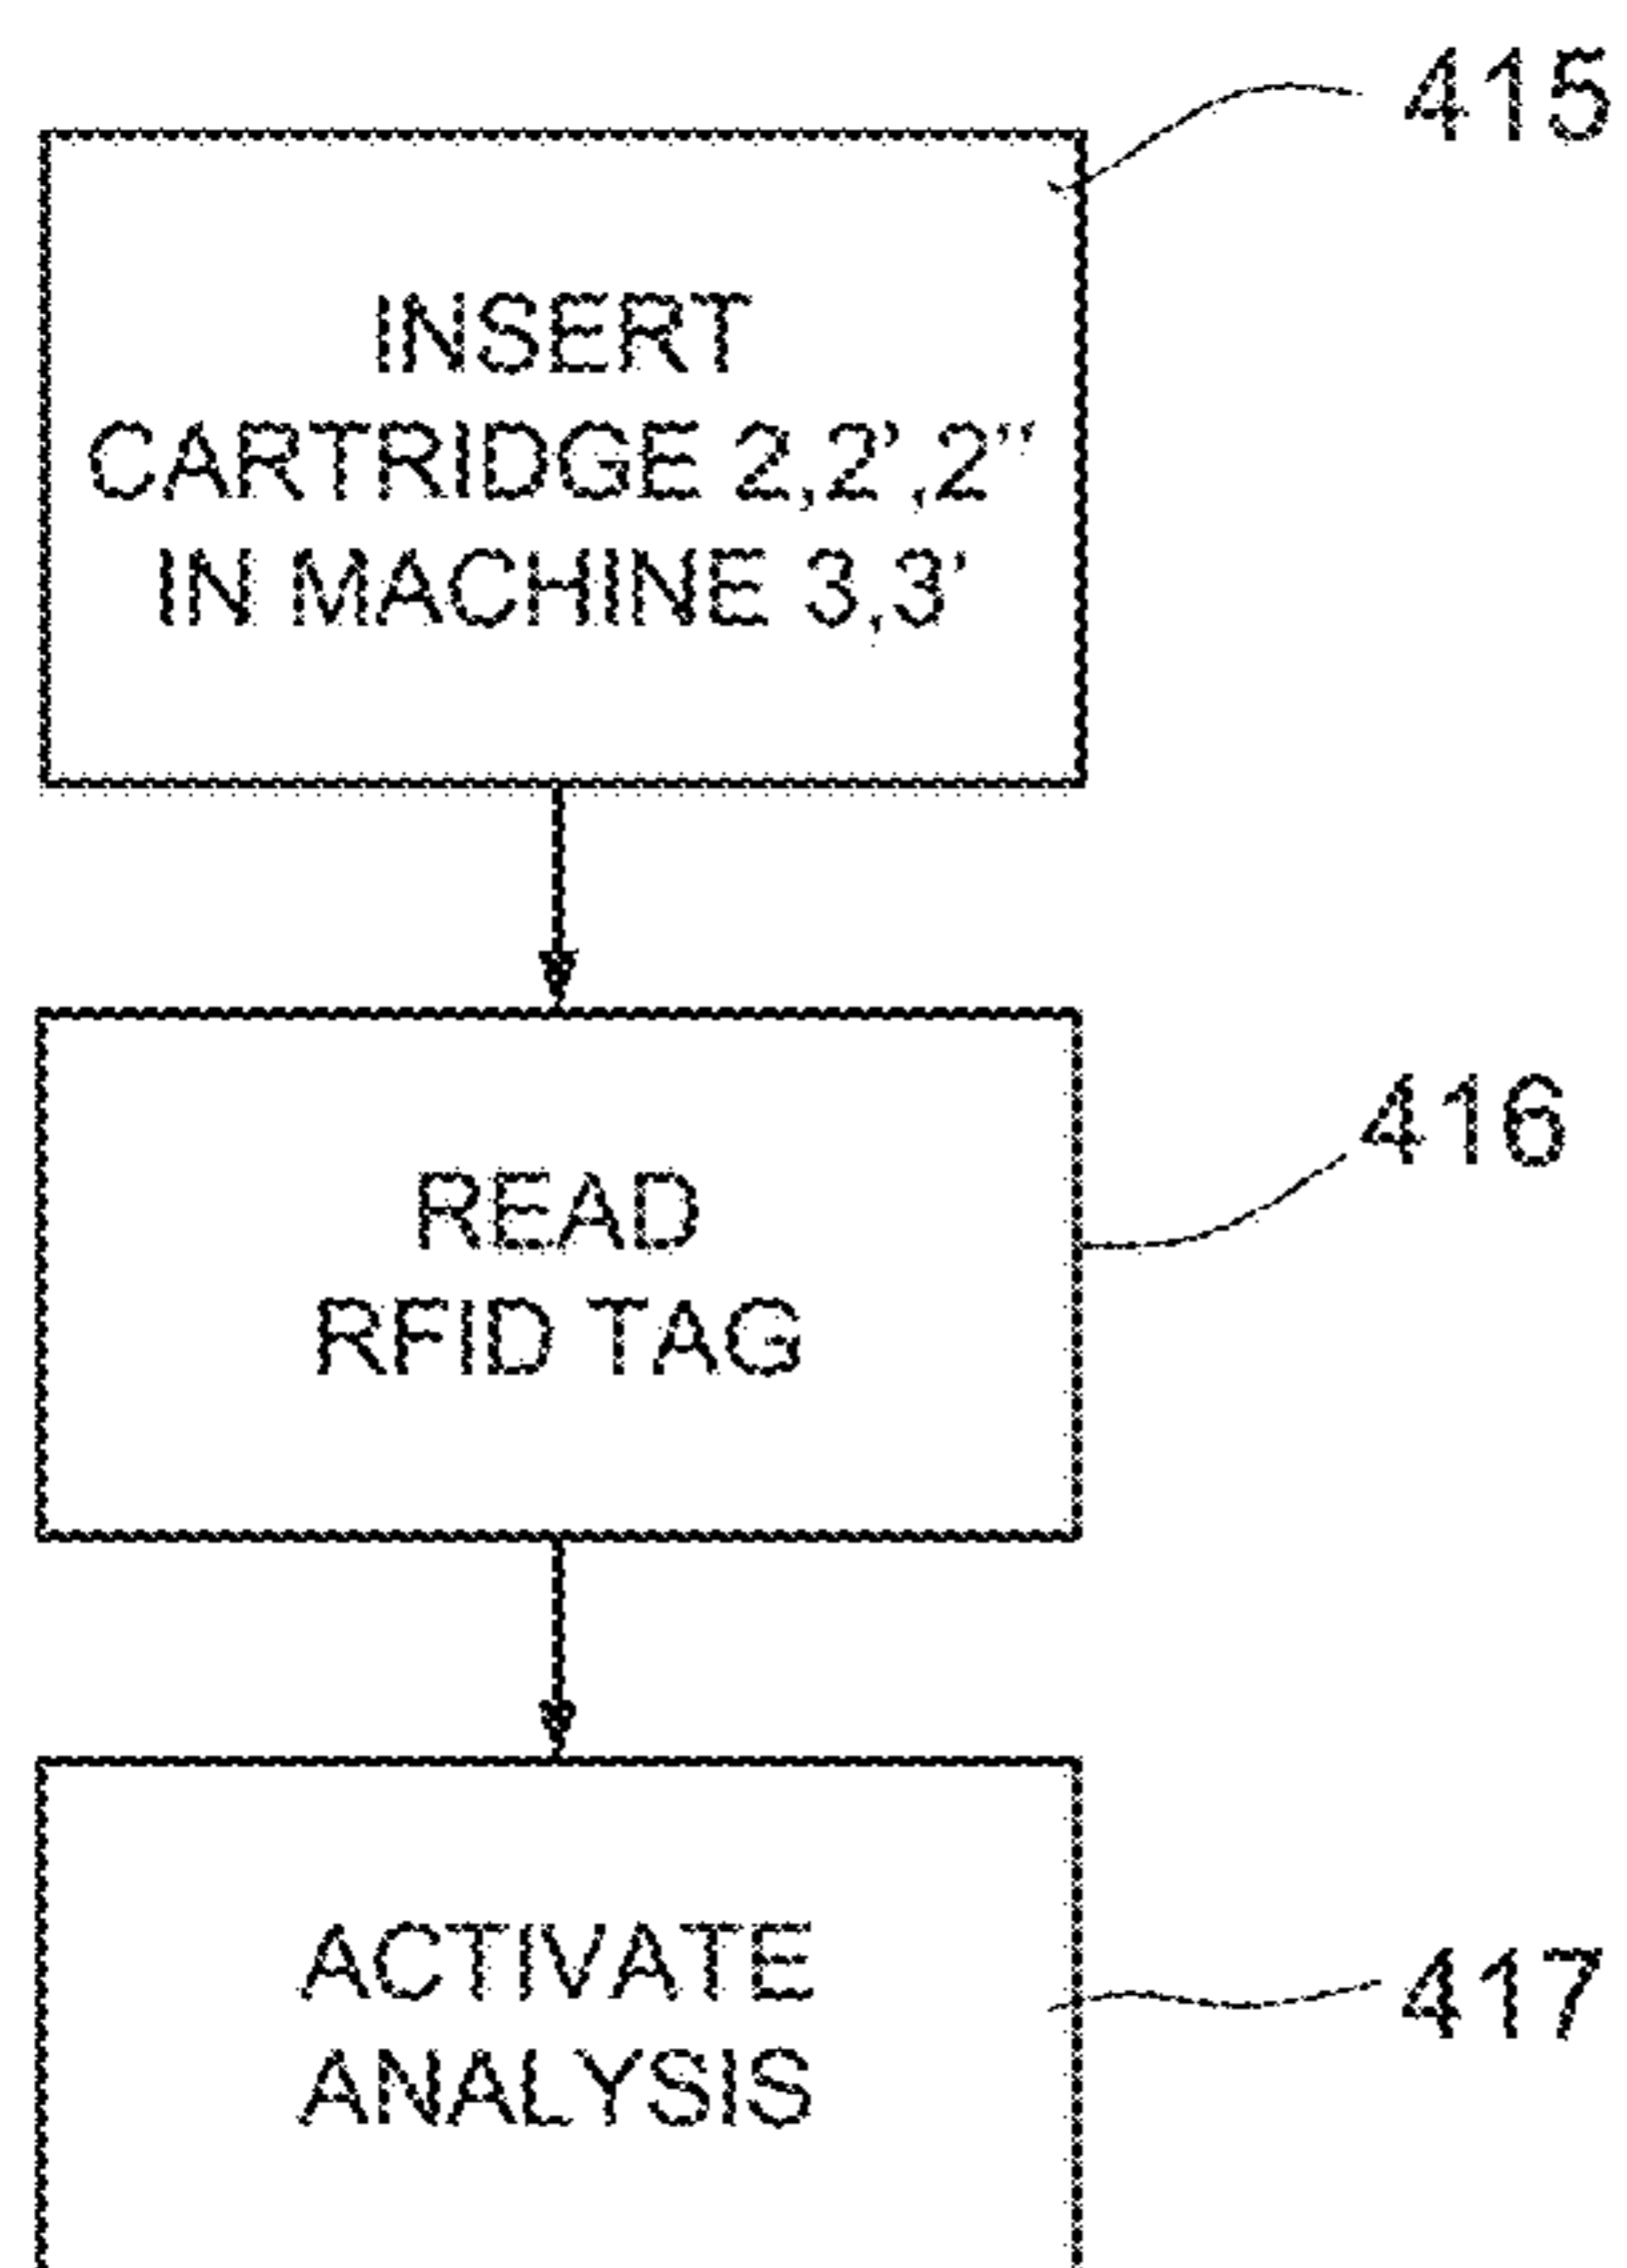 415
INSERT
CARTRIDGE 2,2',2''
IN MACHINE 3,3'
416
READ
RFID TAG
ACTIVATE
417
ANALYSIS